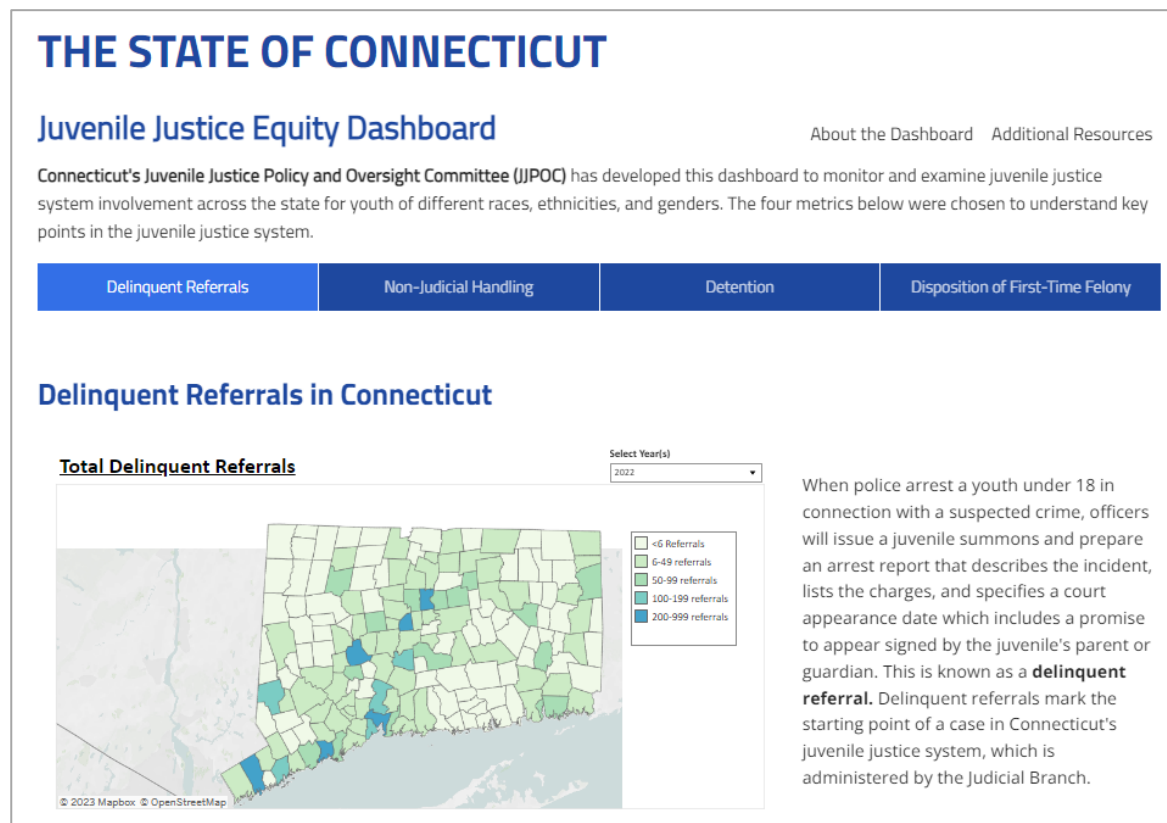 THE STATE OF CONNECTICUT
Juvenile Justice Equity Dashboard
About the Dashboard Additional Resources
Connecticut's Juvenile Justice Policy and Oversight Committee (JJPOC) has developed this dashboard to monitor and examine juvenile justice
system involvement across the state for youth of different races, ethnicities, and genders. The four metrics below were chosen to understand key
points in the juvenile justice system.
Delinquent Referrals
Non-Judicial Handling
Detention
Disposition of First-Time Felony
Delinquent Referrals in Connecticut
Total Delinquent Referrals
Select Year(s)
2022
<6 Referrals
6-49 referrals
50-99 referrals
100-199 referrals
200-999 referrals
© 2023 Mapbox © OpenStreetMap
When police arrest a youth under 18 in
connection with a suspected crime, officers
will issue a juvenile summons and prepare
an arrest report that describes the incident,
lists the charges, and specifies a court
appearance date which includes a promise
to appear signed by the juvenile's parent or
guardian. This is known as a delinquent
referral. Delinquent referrals mark the
starting point of a case in Connecticut's
juvenile justice system, which is
administered by the Judicial Branch.